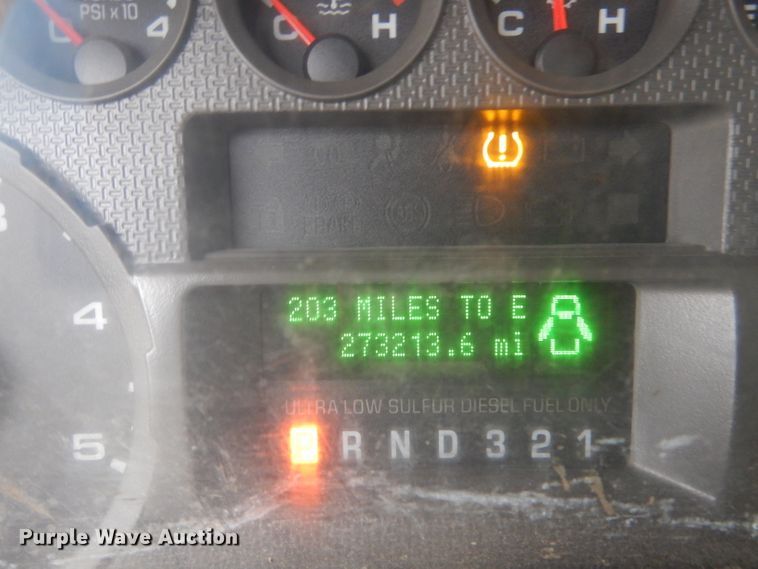 PSI x 10
C 4
C H
C H
4
203 MILES TO E
273213.6 mi
ULTRA LOW SULFUR DIESEL FUEL ONLY
R N D 3 2 1
5
Purple Wave Auction